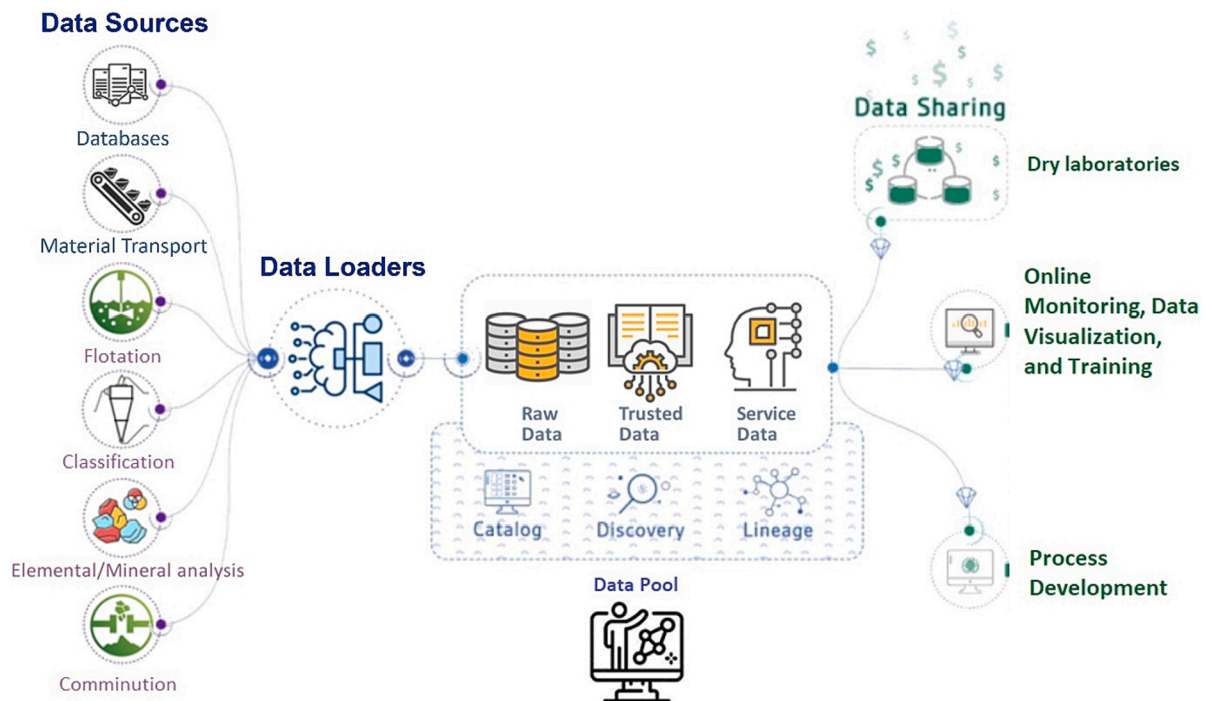 Data Sources
Databases
Material Transport
Flotation
Classification
Elemental/Mineral analysis
Comminution
Data Loaders
Raw
Data
Trusted
Data
Service
Data
Catalog
Discovery
Lineage
Data Pool
Data Sharing
Dry laboratories
Online
Monitoring, Data
Visualization,
and Training
Process
Development